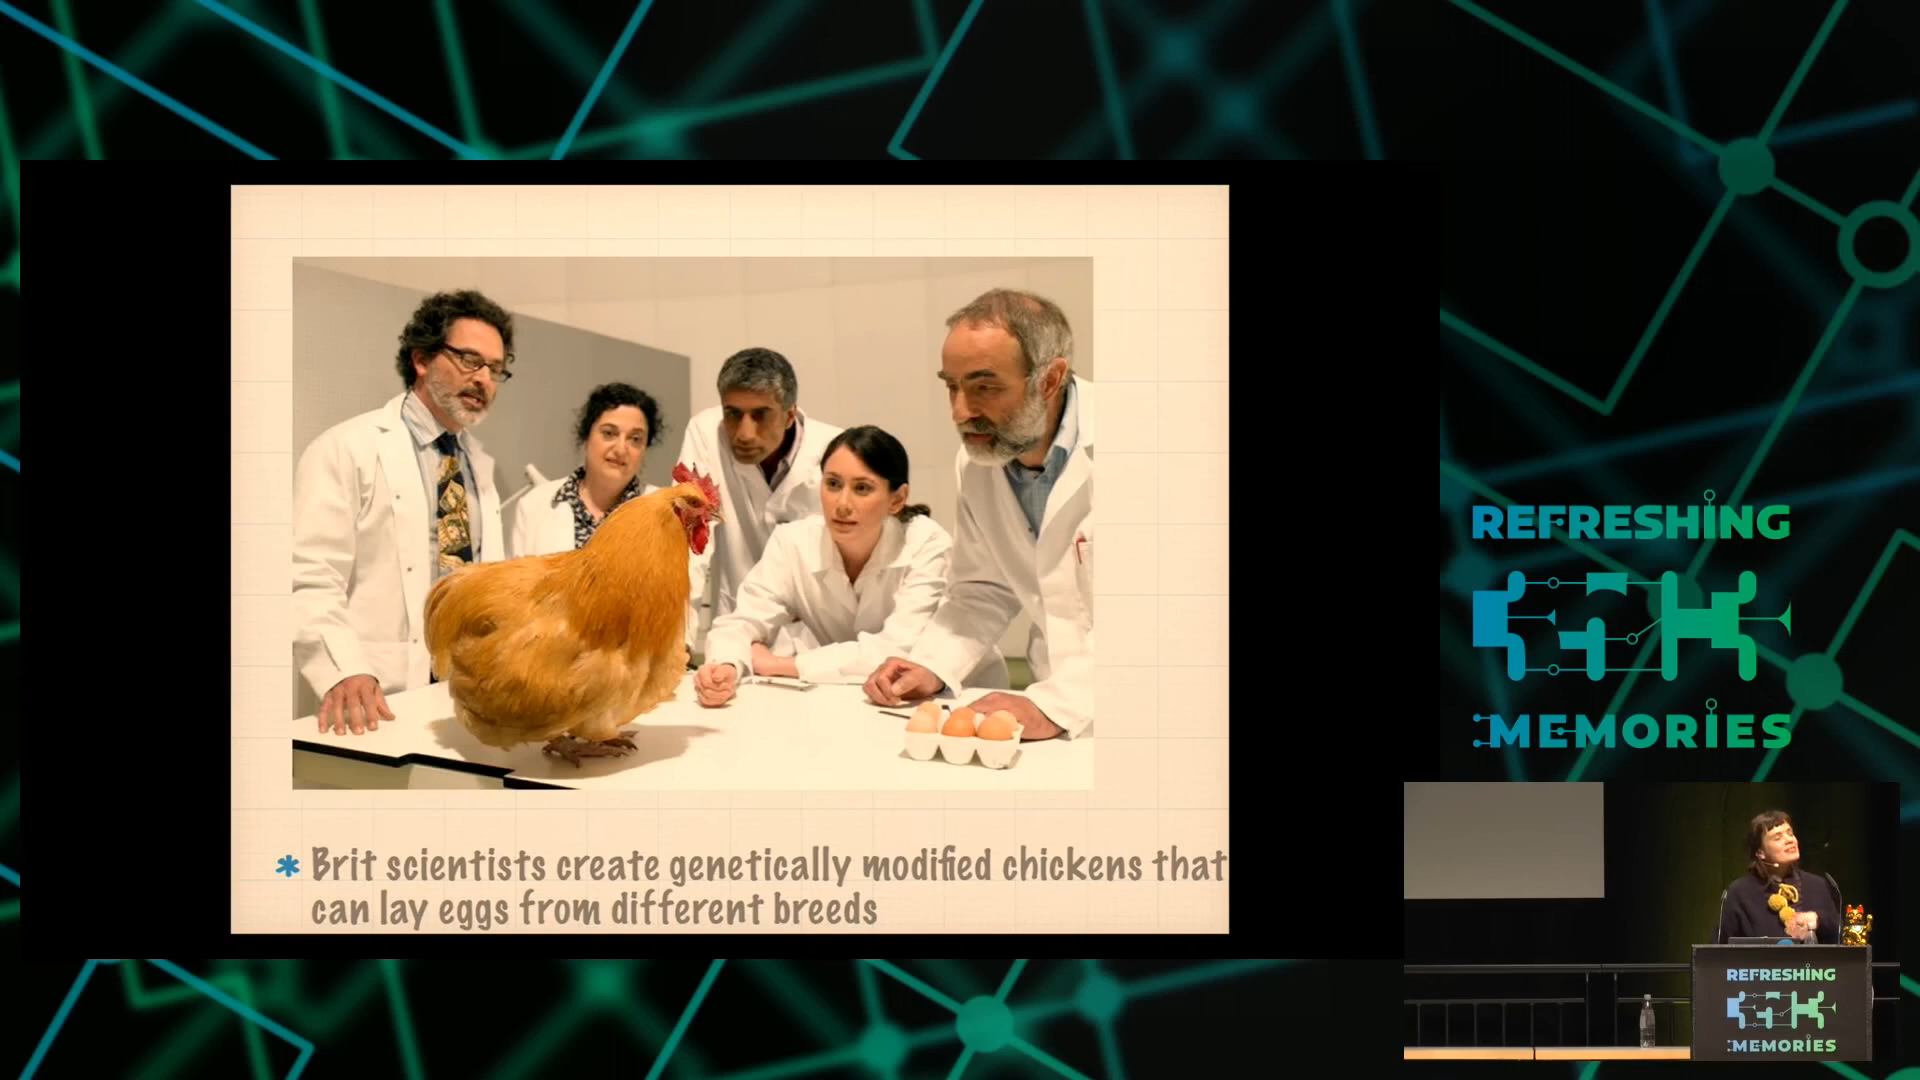 Brit scientists create genetically modified chickens that
can lay eggs from different breeds
REFRESHING
MEMORIES
REFRESHING
MEMORIES